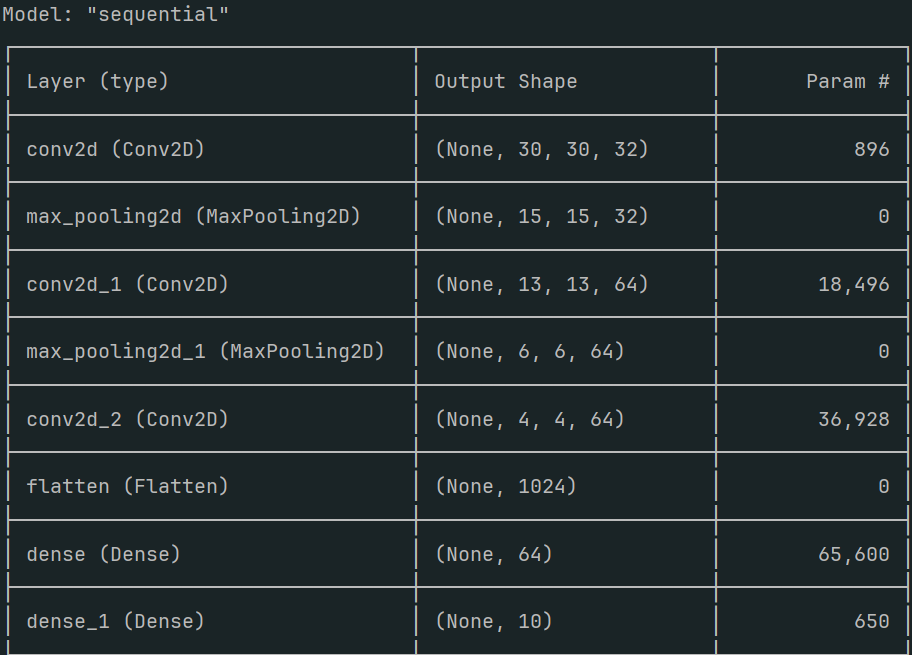 Model: "sequential"
Layer (type) Output Shape Param #
conv2d (Conv2D) (None, 30, 30, 32) 896
max_pooling2d (MaxPooling2D) (None, 15, 15, 32) 0
conv2d_1 (Conv2D) (None, 13, 13, 64) 18,496
max_pooling2d_1 (MaxPooling2D) (None, 6, 6, 64) 0
conv2d_2 (Conv2D) (None, 4, 4, 64) 36,928
flatten (Flatten) (None, 1024) 0
dense (Dense) (None, 64) 65,600
dense_1 (Dense) (None, 10) 650